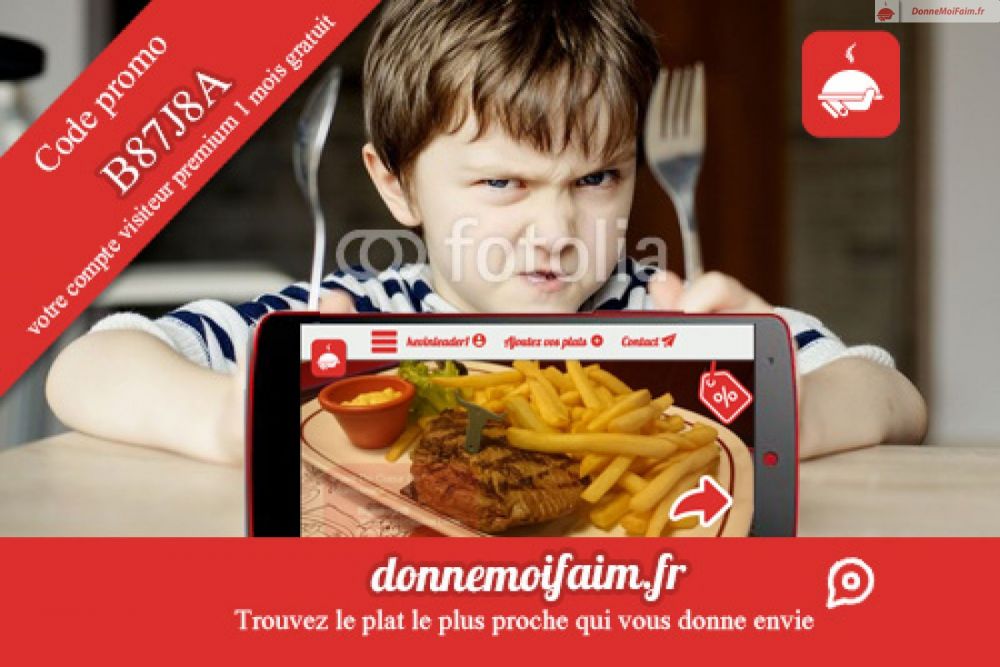 DonneMoiFaim.fr
Code promo
B87J8A
votre compte visiteur premium 1 mois gratuit
fotolia
kevinleader1 Ajoutez vos plats Contact
%
donnemoifaim.fr
Trouvez le plat le plus proche qui vous donne envie